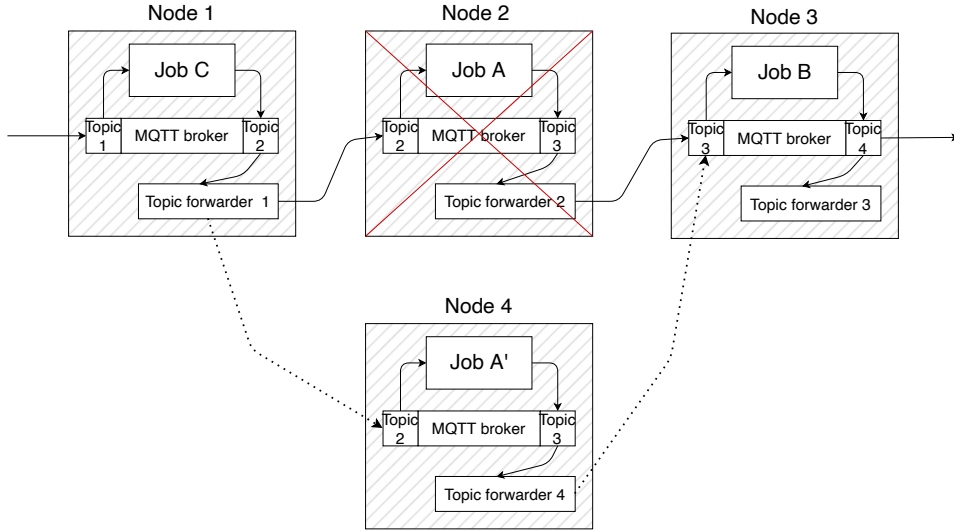 Node 1
Node 2
Node 3
Job C
Job A
Job B
Topic
1
MQTT broker
Topic
2
Topic
2
MQTT broker
Topic
3
Topic
3
MQTT broker
Topic
4
Topic forwarder 1
Topic forwarder 2
Topic forwarder 3
Node 4
Job A'
Topic
2
MQTT broker
Topic
3
Topic forwarder 4